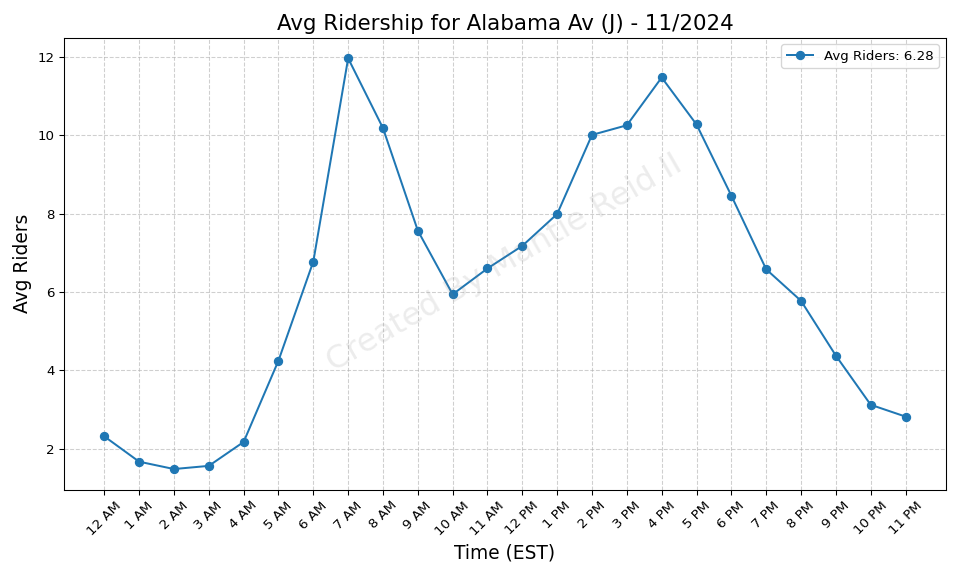 Avg Ridership for Alabama Av (J) - 11/2024
Avg Riders: 6.28
12
10
8
6
4
2
Avg Riders
Created By Mantle Reid II
12 AM
1 AM
2 AM
3 AM
4 AM
5 AM
6 AM
7 AM
8 AM
9 AM
10 AM
11 AM
12 PM
1 PM
2 PM
3 PM
4 PM
5 PM
6 PM
7 PM
8 PM
9 PM
10 PM
11 PM
Time (EST)